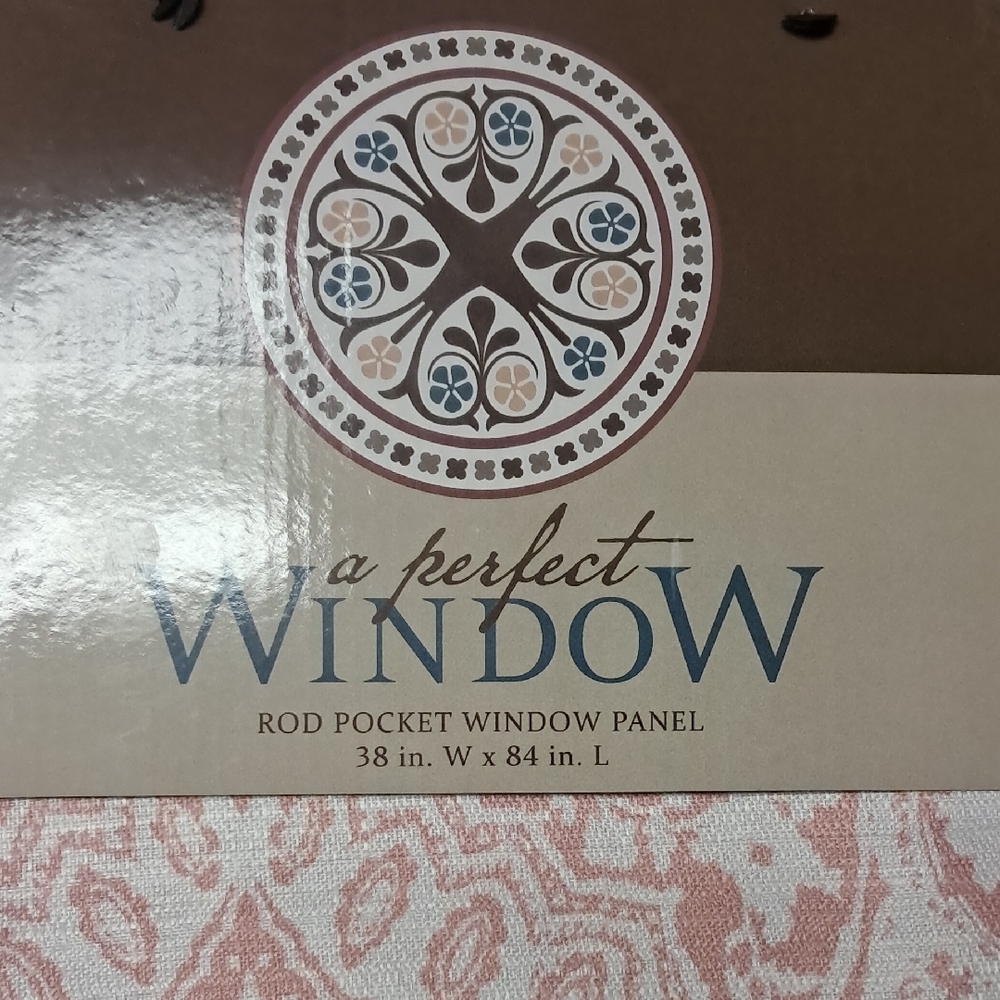 a perfect
WINDOW
ROD POCKET WINDOW PANEL
38 in. W x 84 in. L